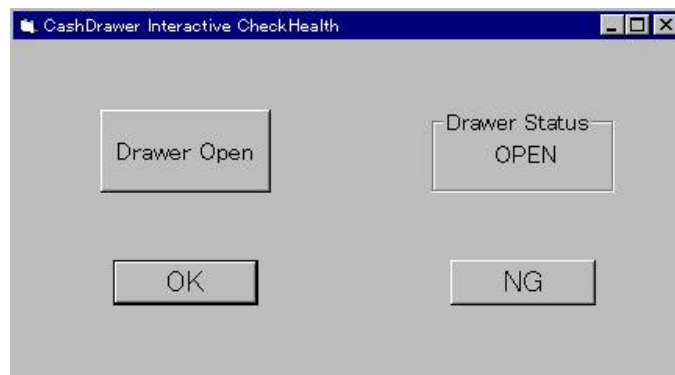 CashDrawer Interactive CheckHealth
Drawer Open
Drawer Status
OPEN
OK
NG